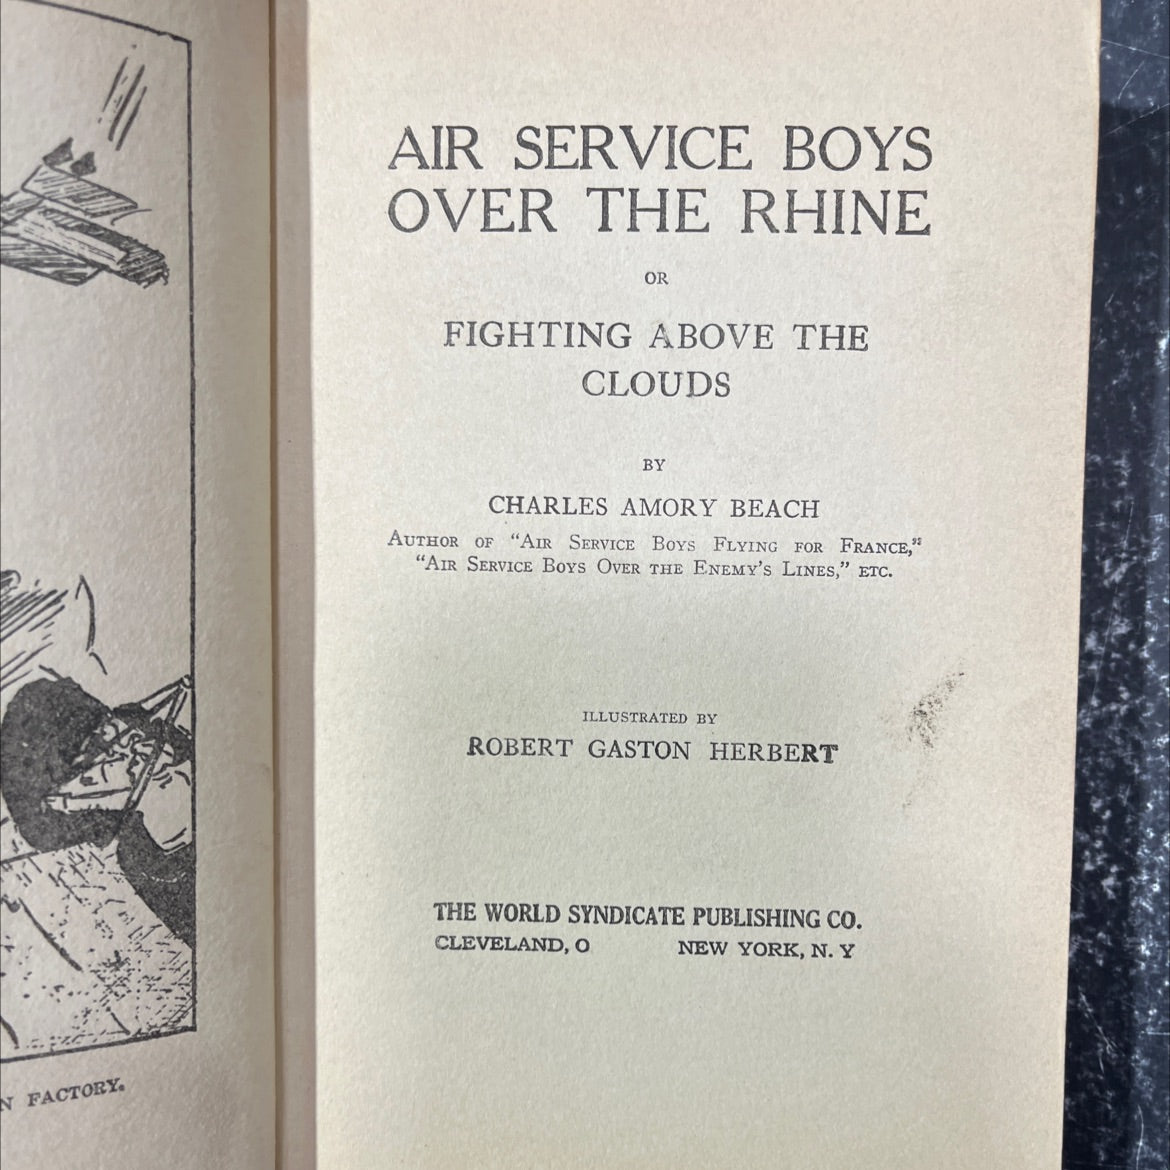 AIR SERVICE BOYS
OVER THE RHINE
OR
FIGHTING ABOVE THE
CLOUDS
BY
CHARLES AMORY BEACH
AUTHOR OF "AIR SERVICE BOYS FLYING FOR FRANCE,"
"AIR SERVICE BOYS OVER THE ENEMY'S LINES," ETC.
ILLUSTRATED BY
ROBERT GASTON HERBERT
THE WORLD SYNDICATE PUBLISHING CO.
CLEVELAND, O NEW YORK, N. Y
FACTORY.